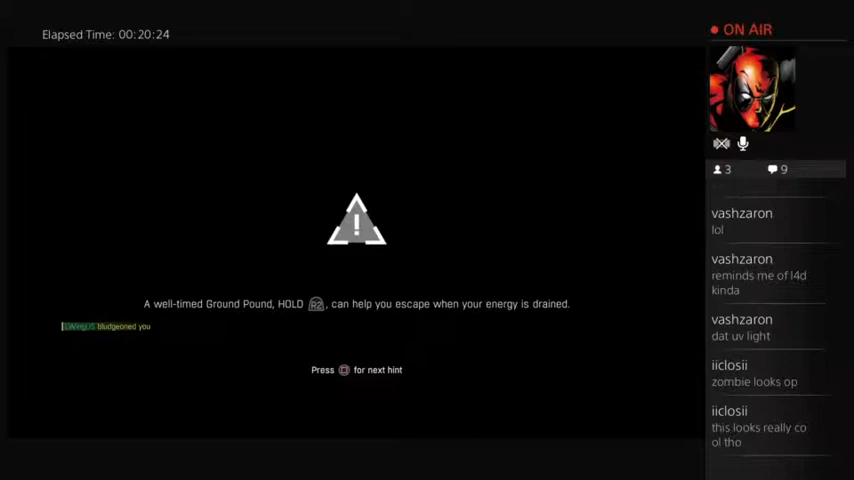 Elapsed Time: 00:20:24
ON AIR
3 9
vashzaron
lol
vashzaron
reminds me of l4d
kinda
vashzaron
dat uv light
iiclosii
zombie looks op
iiclosii
this looks really co
ol tho
A well-timed Ground Pound, HOLD R2, can help you escape when your energy is drained.
bludgeoned you
Press for next hint